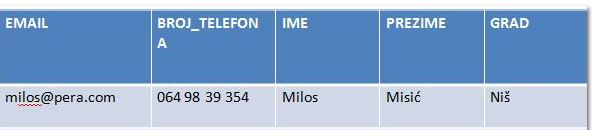 EMAIL BROJ_TELEFON IME PREZIME GRAD
A
milos@pera.com 064 98 39 354 Milos Misić Niš